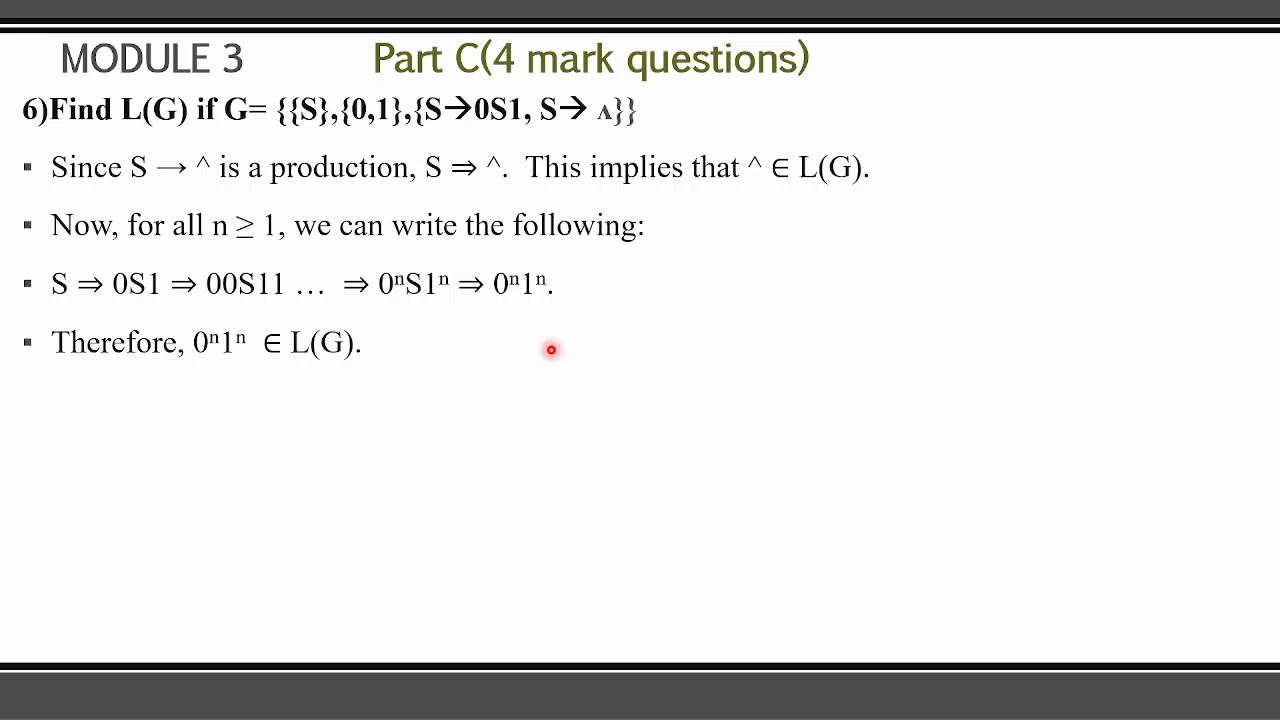 MODULE 3 Part C(4 mark questions)
6)Find L(G) if G= {{S},{0,1},{S→0S1, S→ ʌ}}
▪ Since S → ^ is a production, S ⇒ ^. This implies that ^ ∈ L(G).
▪ Now, for all n ≥ 1, we can write the following:
▪ S ⇒ 0S1 ⇒ 00S11 … ⇒ 0ⁿS1ⁿ ⇒ 0ⁿ1ⁿ.
▪ Therefore, 0ⁿ1ⁿ ∈ L(G).